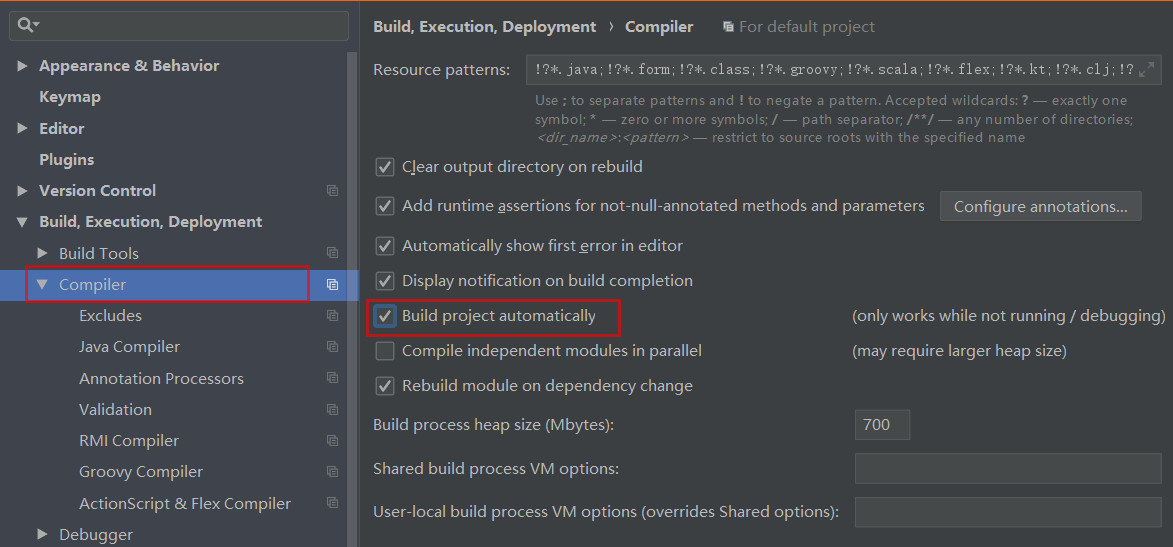 Appearance & Behavior
Keymap
Editor
Plugins
Version Control
Build, Execution, Deployment
Build Tools
Compiler
Excludes
Java Compiler
Annotation Processors
Validation
RMI Compiler
Groovy Compiler
ActionScript & Flex Compiler
Debugger
Build, Execution, Deployment › Compiler For default project
Resource patterns: !?*.java;!?*.form;!?*.class;!?*.groovy;!?*.scala;!?*.flex;!?*.kt;!?*.clj;!?
Use ; to separate patterns and ! to negate a pattern. Accepted wildcards: ? — exactly one
symbol; * — zero or more symbols; / — path separator; /**/ — any number of directories;
<dir_name>:<pattern> — restrict to source roots with the specified name
Clear output directory on rebuild
Add runtime assertions for not-null-annotated methods and parameters Configure annotations...
Automatically show first error in editor
Display notification on build completion
Build project automatically (only works while not running / debugging)
Compile independent modules in parallel (may require larger heap size)
Rebuild module on dependency change
Build process heap size (Mbytes): 700
Shared build process VM options:
User-local build process VM options (overrides Shared options):